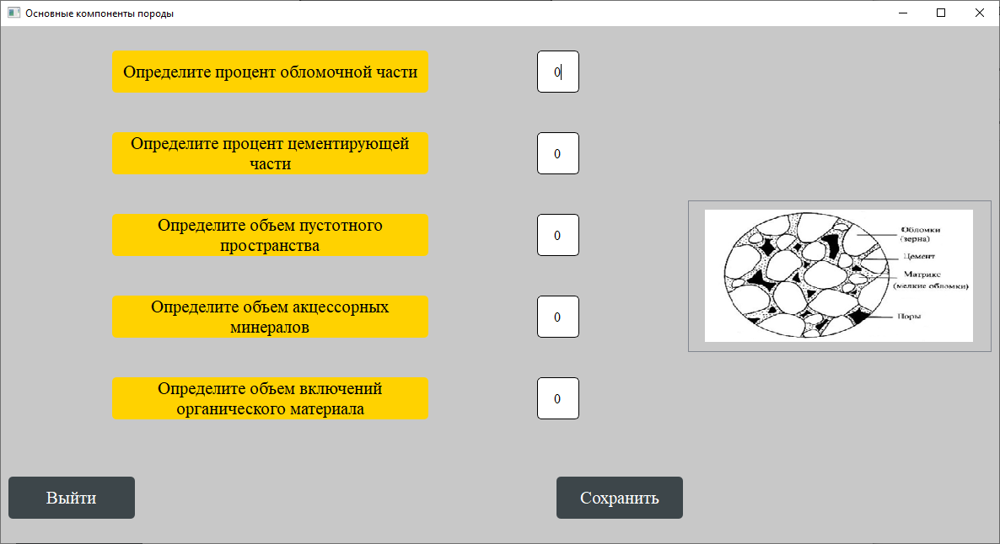 Основные компоненты породы
Определите процент обломочной части
0
Определите процент цементирующей
части
0
Определите объем пустотного
пространства
0
Определите объем акцессорных
минералов
0
Определите объем включений
органического материала
0
Обломки
(зерна)
Цемент
Матрикс
(мелкие обломки)
Поры
Выйти
Сохранить